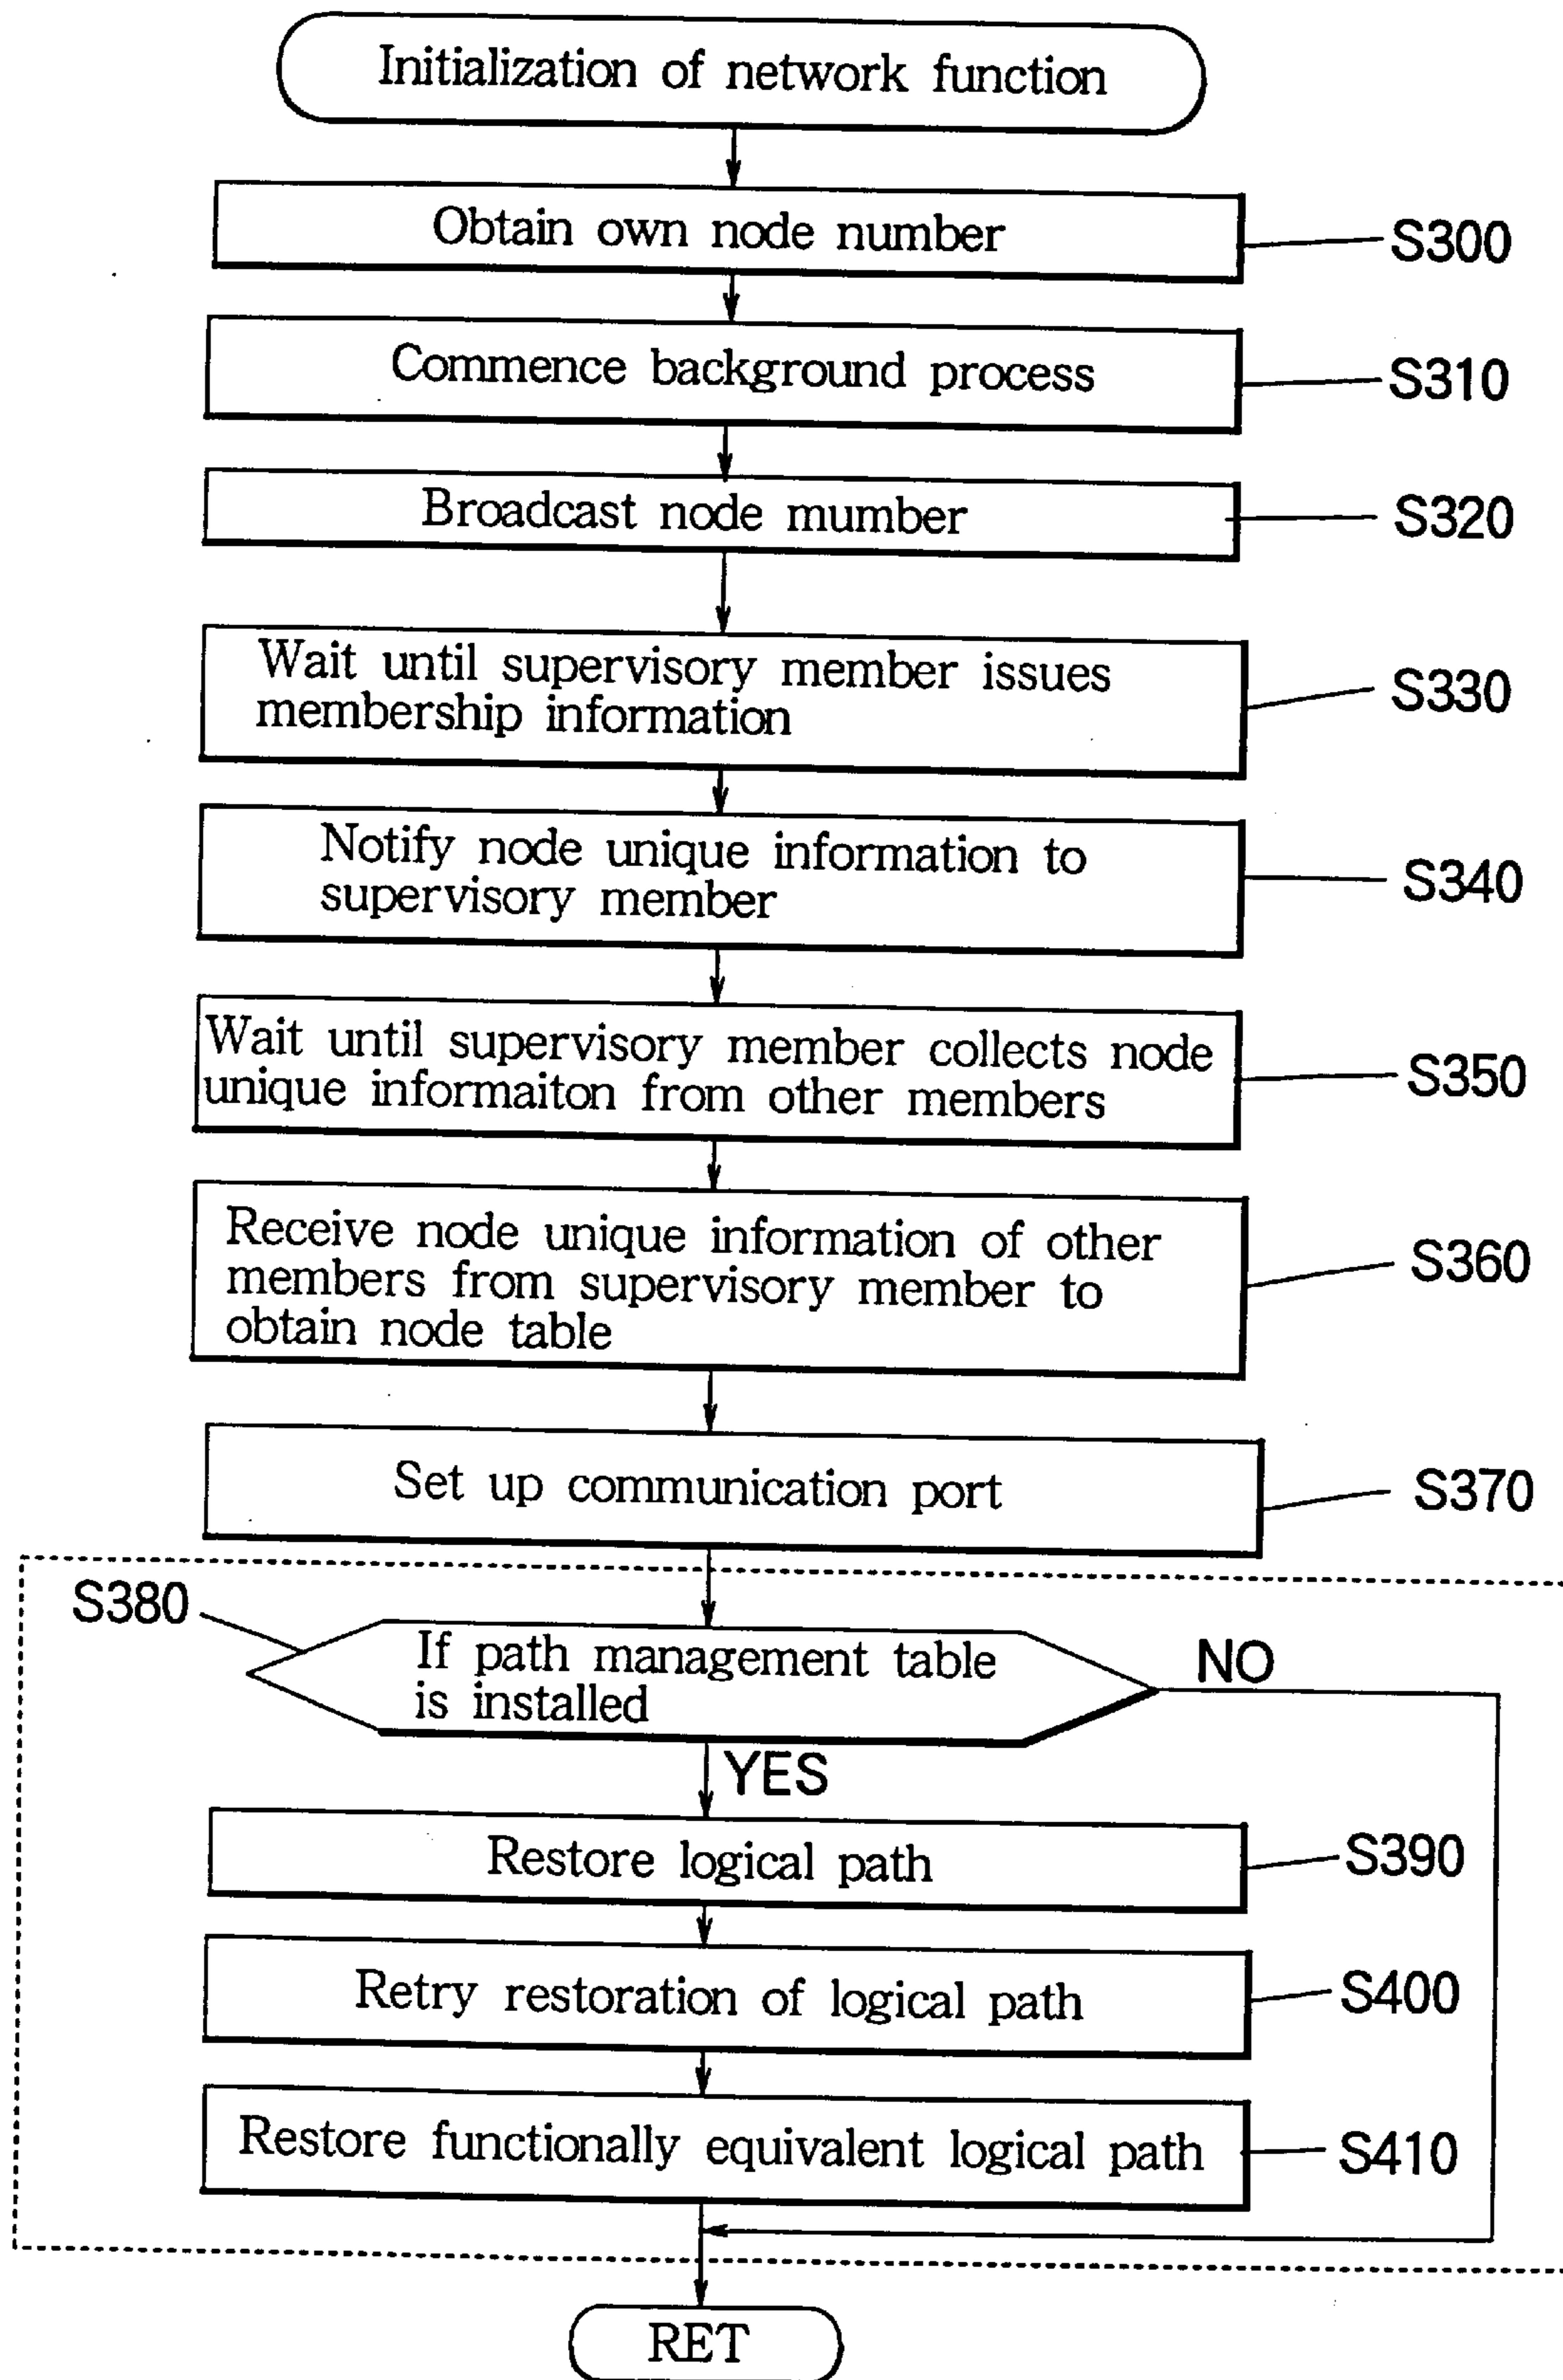 Initialization of network function
Obtain own node number
S300
Commence background process
S310
Broadcast node mumber
S320
Wait until supervisory member issues
membership information
S330
Notify node unique information to
supervisory member
S340
Wait until supervisory member collects node
unique informaiton from other members
S350
Receive node unique information of other
members from supervisory member to
obtain node table
S360
Set up communication port
S370
S380
If path management table
is installed
NO
YES
Restore logical path
S390
Retry restoration of logical path
S400
Restore functionally equivalent logical path
S410
RET